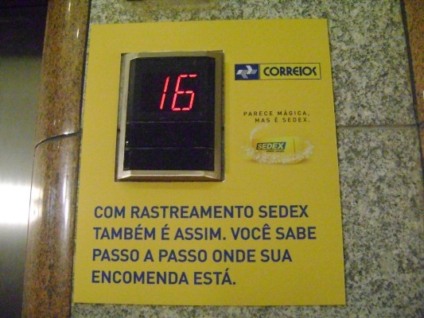 16
CORREIOS
PARECE MÁGICA,
MAS É SEDEX.
SEDEX
COM RASTREAMENTO SEDEX
TAMBÉM É ASSIM. VOCÊ SABE
PASSO A PASSO ONDE SUA
ENCOMENDA ESTÁ.